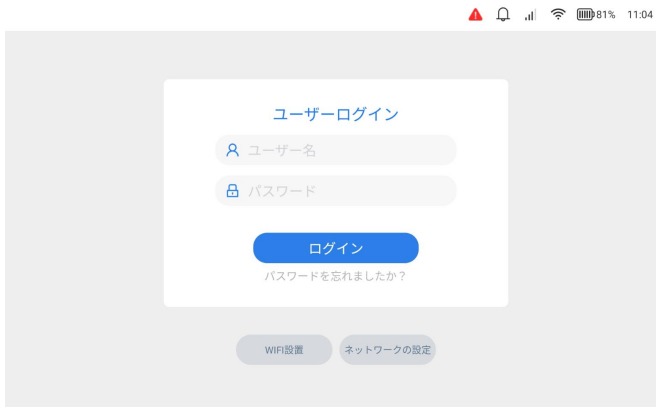 81% 11:04
ユーザーログイン
ユーザー名
パスワード
ログイン
パスワードを忘れましたか？
WIFI設置 ネットワークの設定